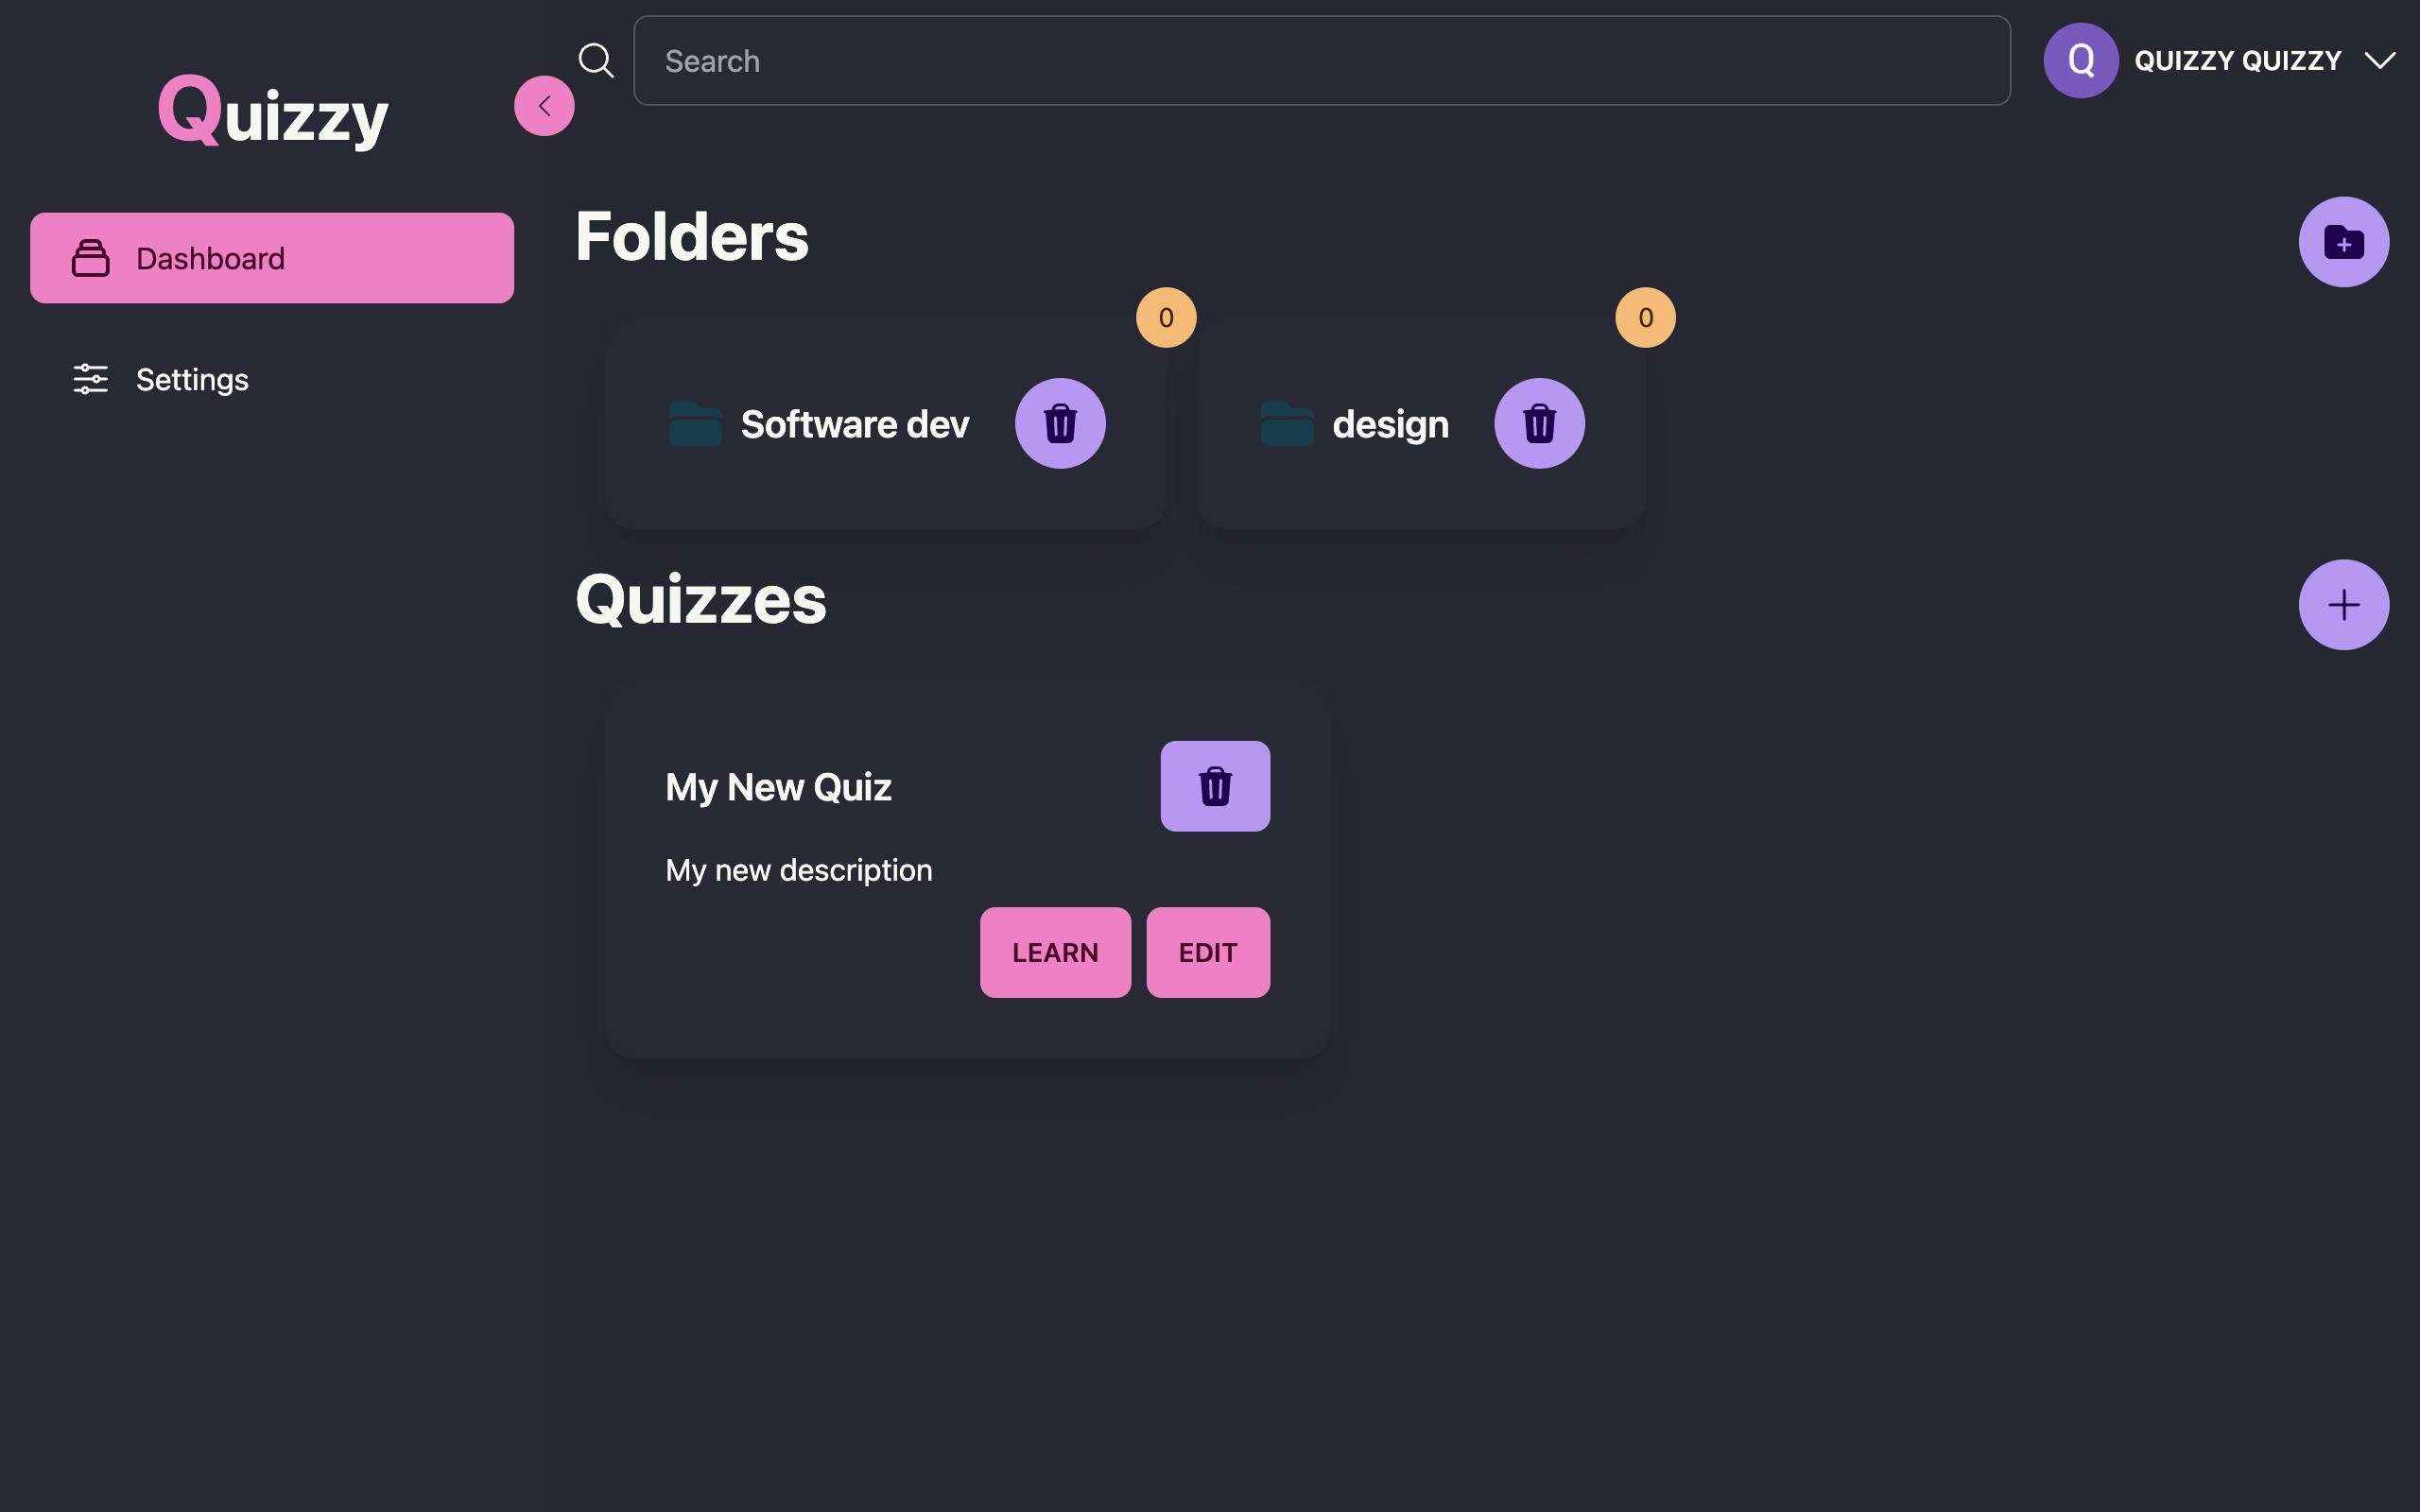 Quizzy
Search
Q
QUIZZY QUIZZY
Dashboard
Settings
Folders
0
0
Software dev
design
Quizzes
My New Quiz
My new description
LEARN
EDIT